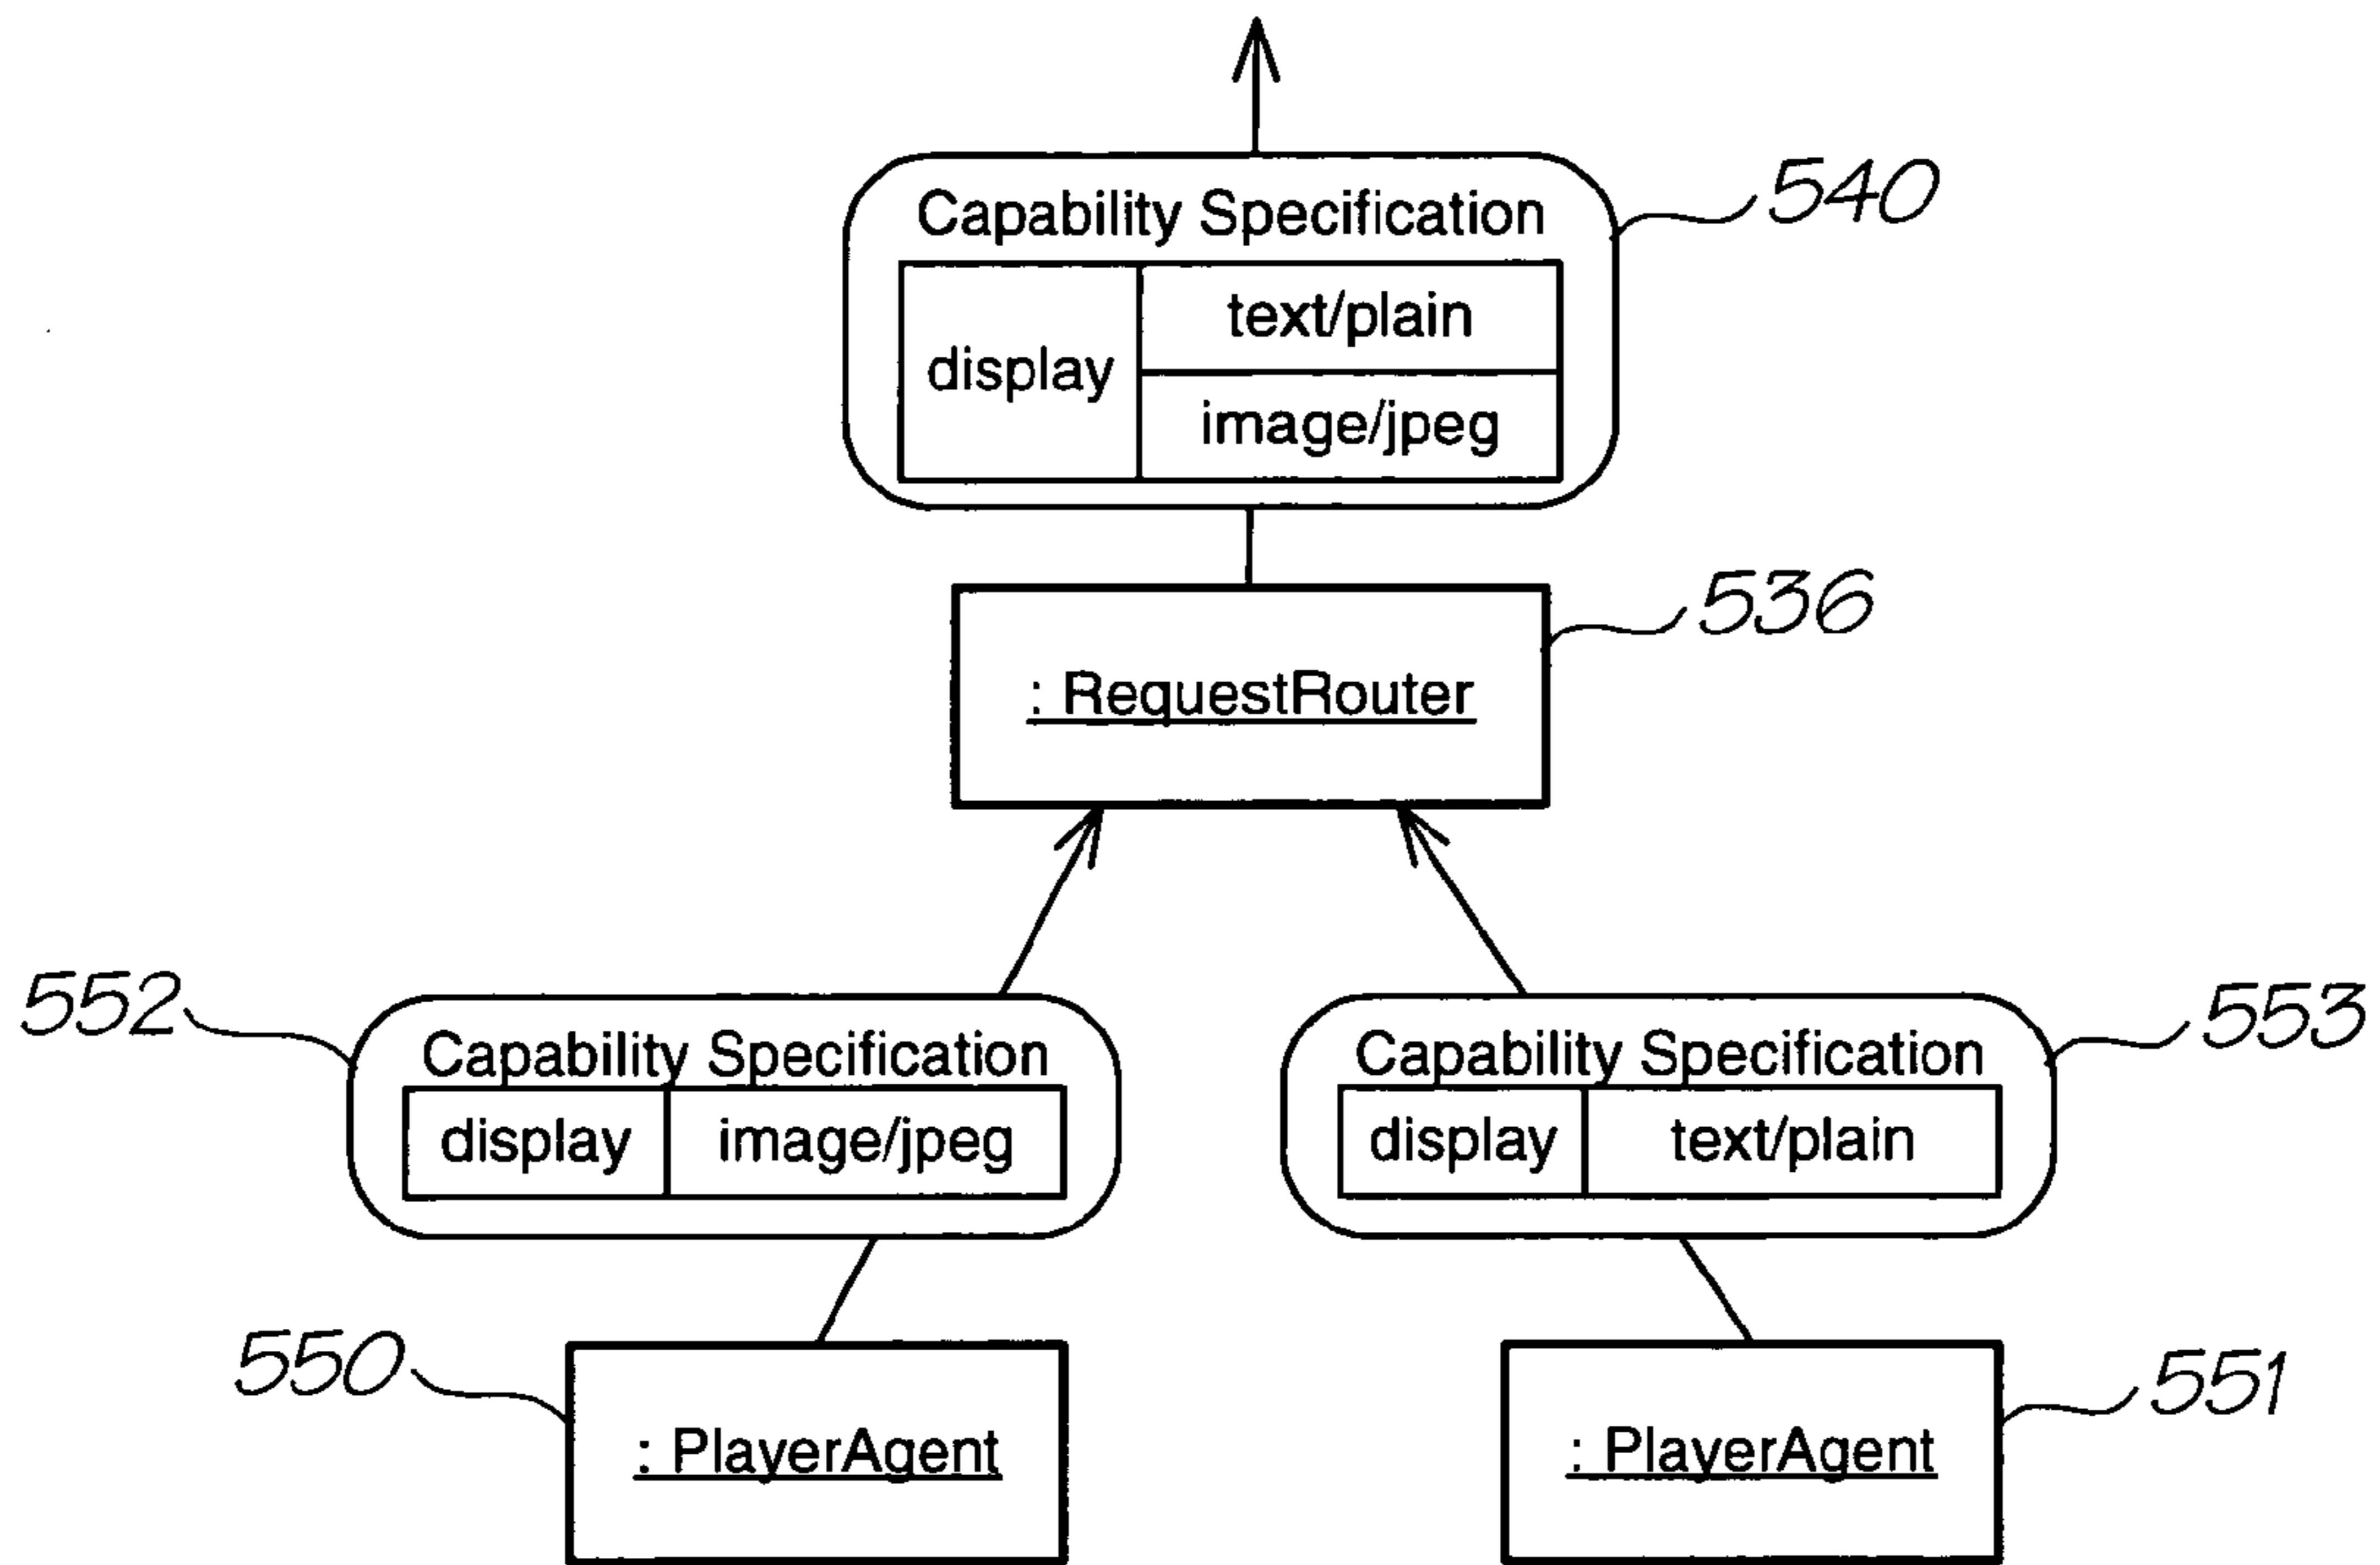 Capability Specification
540
display
text/plain
image/jpeg
536
: RequestRouter
552
Capability Specification
display
image/jpeg
553
Capability Specification
display
text/plain
550
: PlayerAgent
551
: PlayerAgent